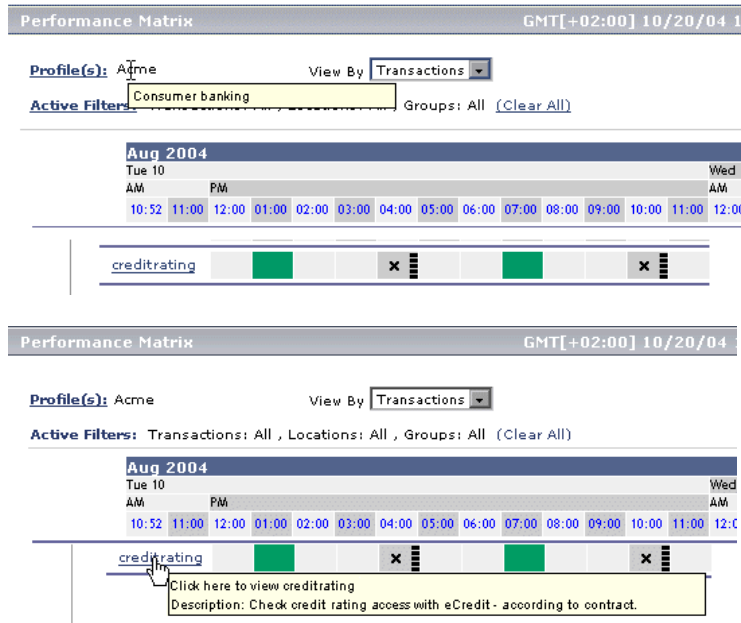 Performance Matrix GMT[+02:00] 10/20/04 1
Profile(s): Acme View By Transactions
Consumer banking
Active Filters: Groups: All (Clear All)
Aug 2004
Tue 10 Wed
AM PM AM
10:52 11:00 12:00 01:00 02:00 03:00 04:00 05:00 06:00 07:00 08:00 09:00 10:00 11:00 12:00
creditrating x x
Performance Matrix GMT[+02:00] 10/20/04
Profile(s): Acme View By Transactions
Active Filters: Transactions: All , Locations: All , Groups: All (Clear All)
Aug 2004
Tue 10 Wed
AM PM AM
10:52 11:00 12:00 01:00 02:00 03:00 04:00 05:00 06:00 07:00 08:00 09:00 10:00 11:00 12:0
creditrating x x
Click here to view creditrating
Description: Check credit rating access with eCredit - according to contract.